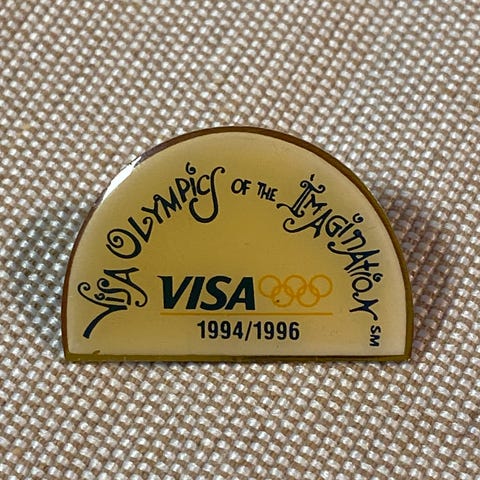 VISA OLYMPICS OF THE IMAGINATION SM
VISA
1994/1996